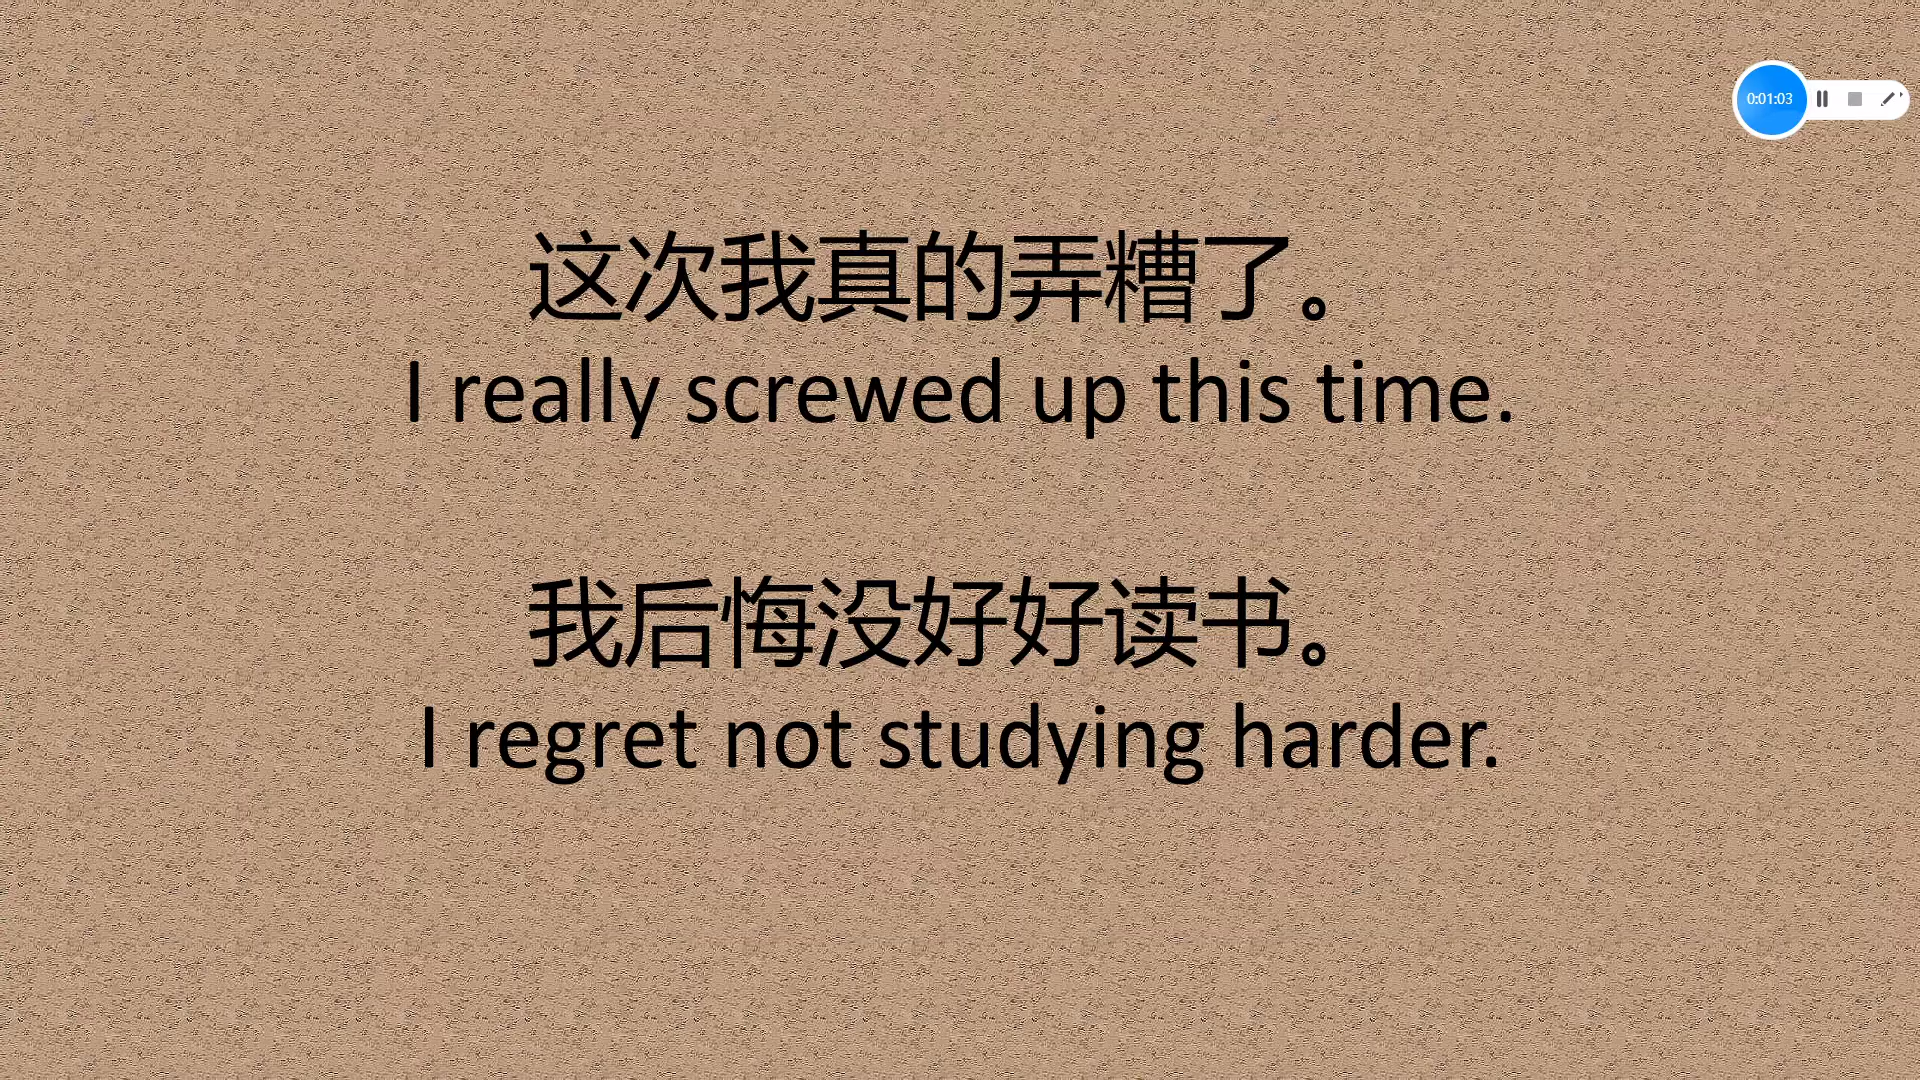 0:01:03
这次我真的弄糟了。
I really screwed up this time.
我后悔没好好读书。
I regret not studying harder.